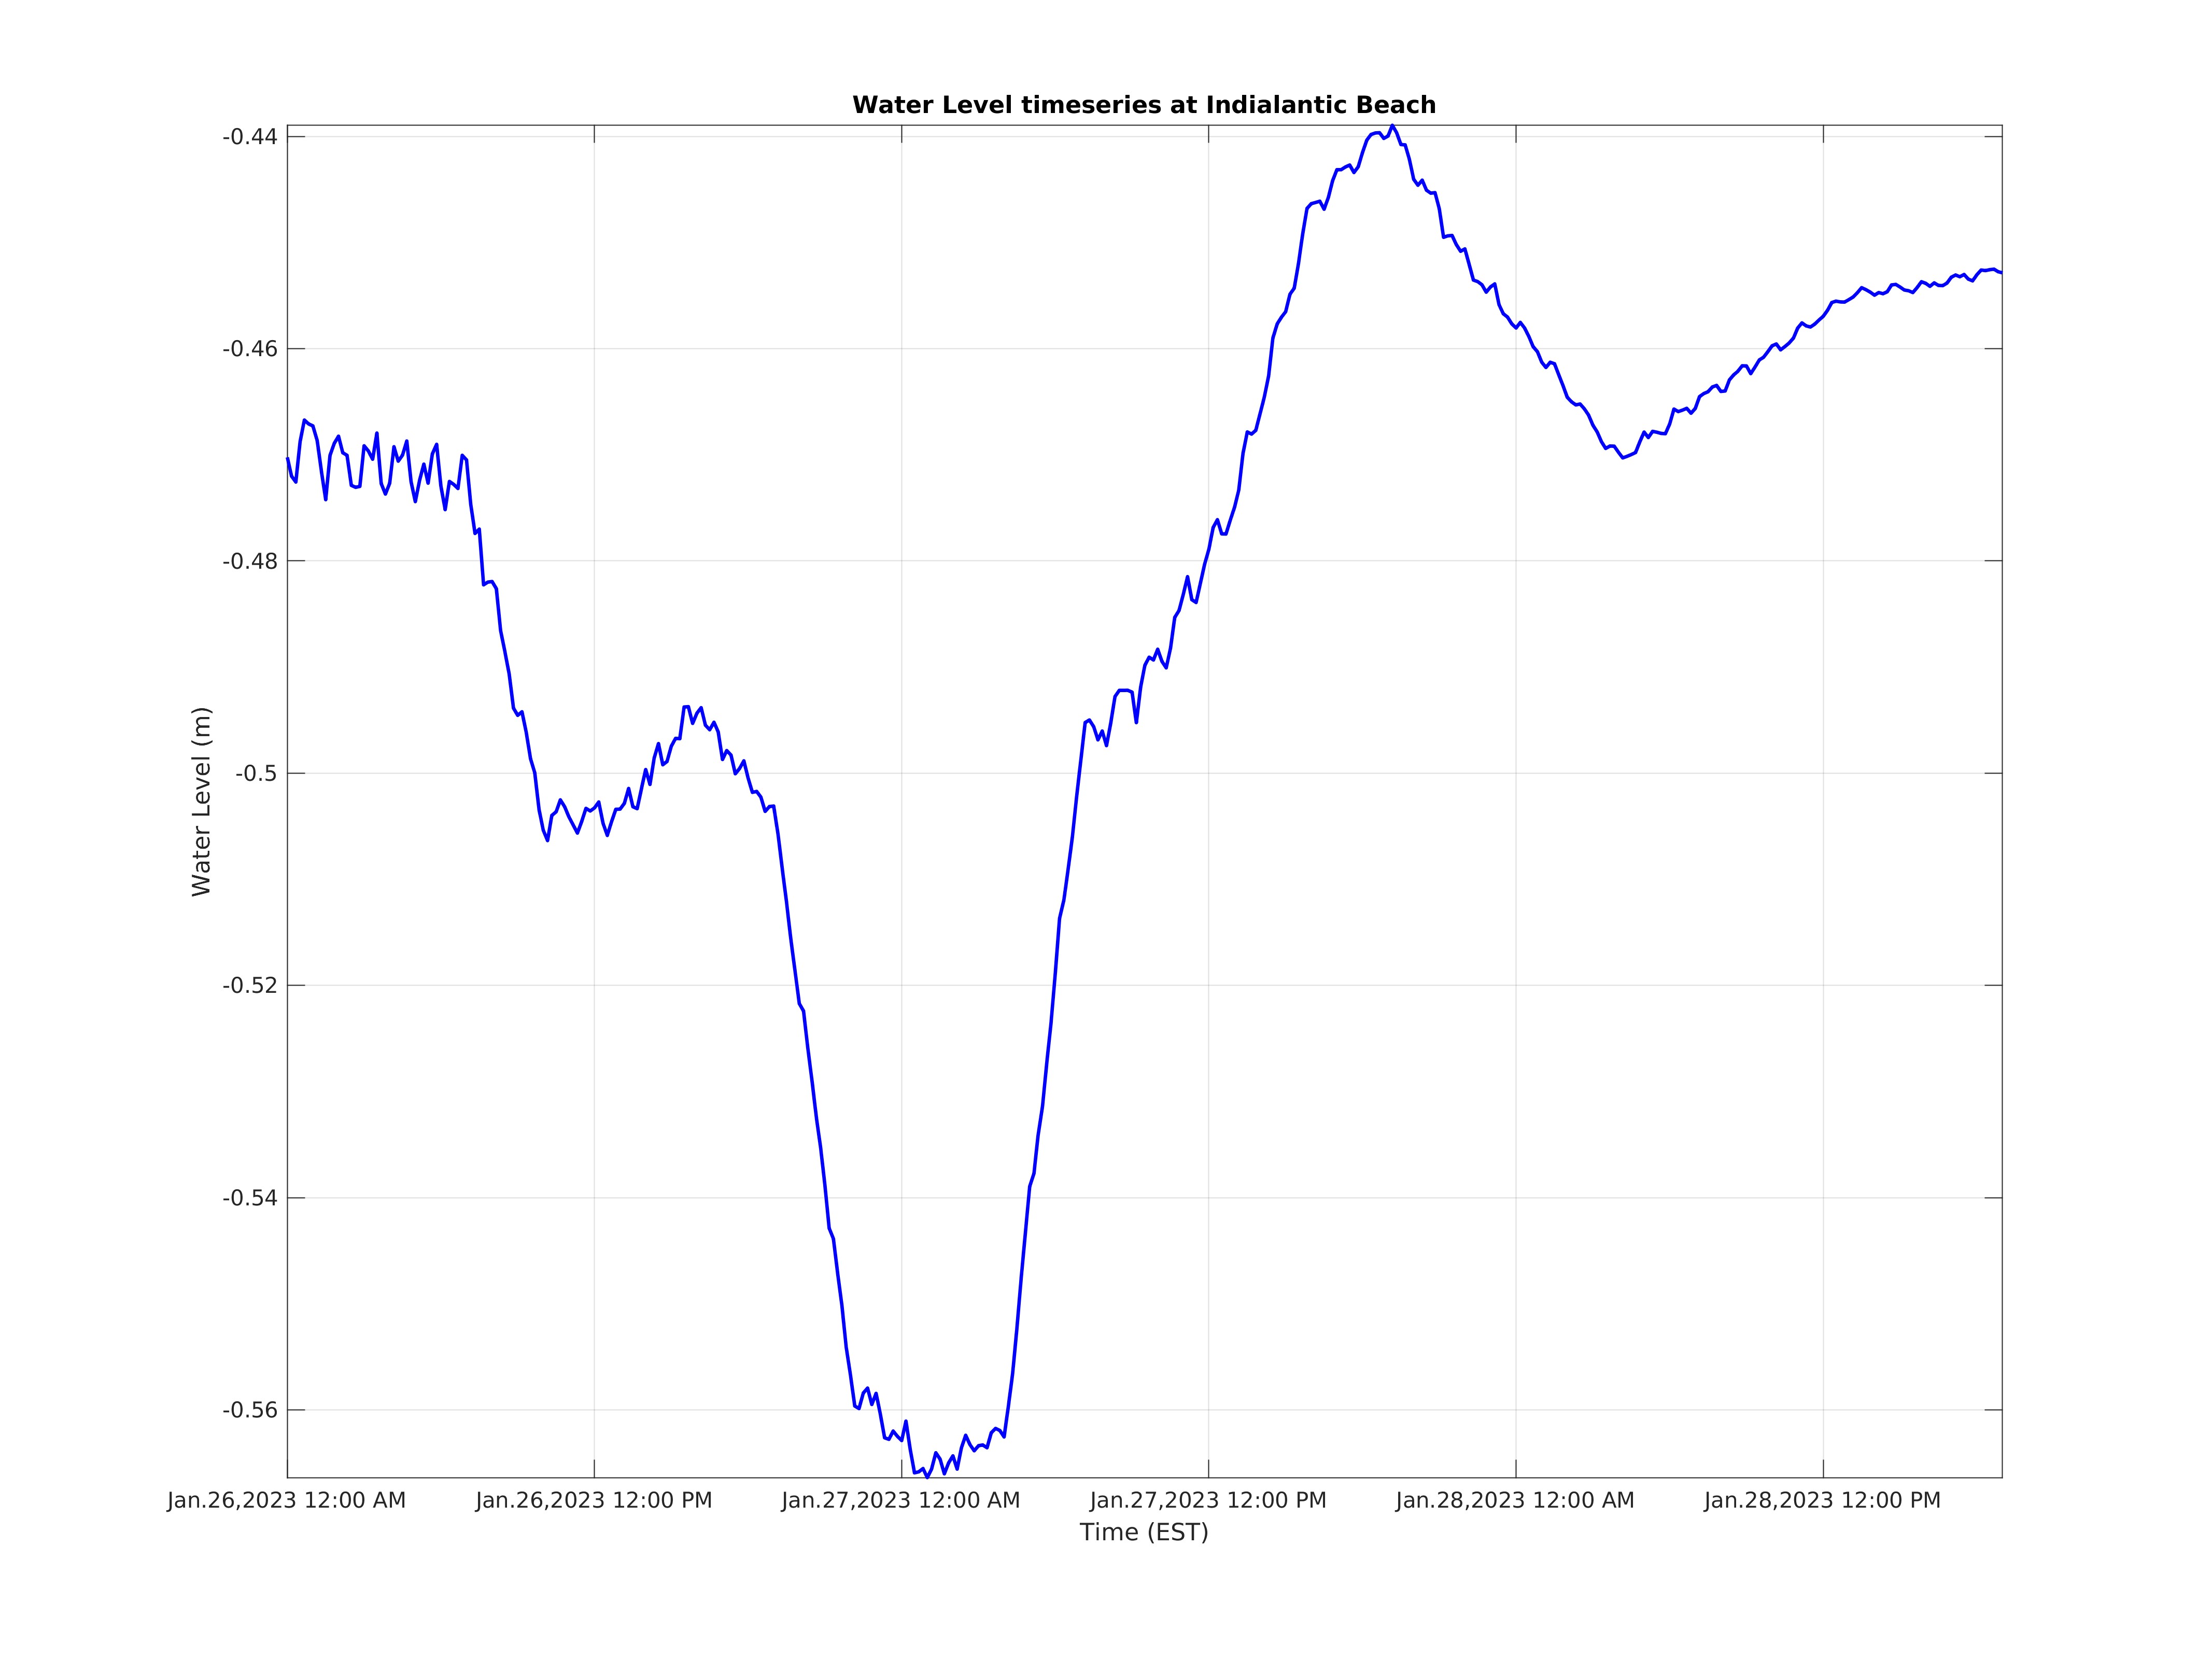 Water Level timeseries at Indialantic Beach
-0.44
-0.46
-0.48
-0.5
-0.52
-0.54
-0.56
Water Level (m)
Jan.26,2023 12:00 AM Jan.26,2023 12:00 PM Jan.27,2023 12:00 AM Jan.27,2023 12:00 PM Jan.28,2023 12:00 AM Jan.28,2023 12:00 PM
Time (EST)